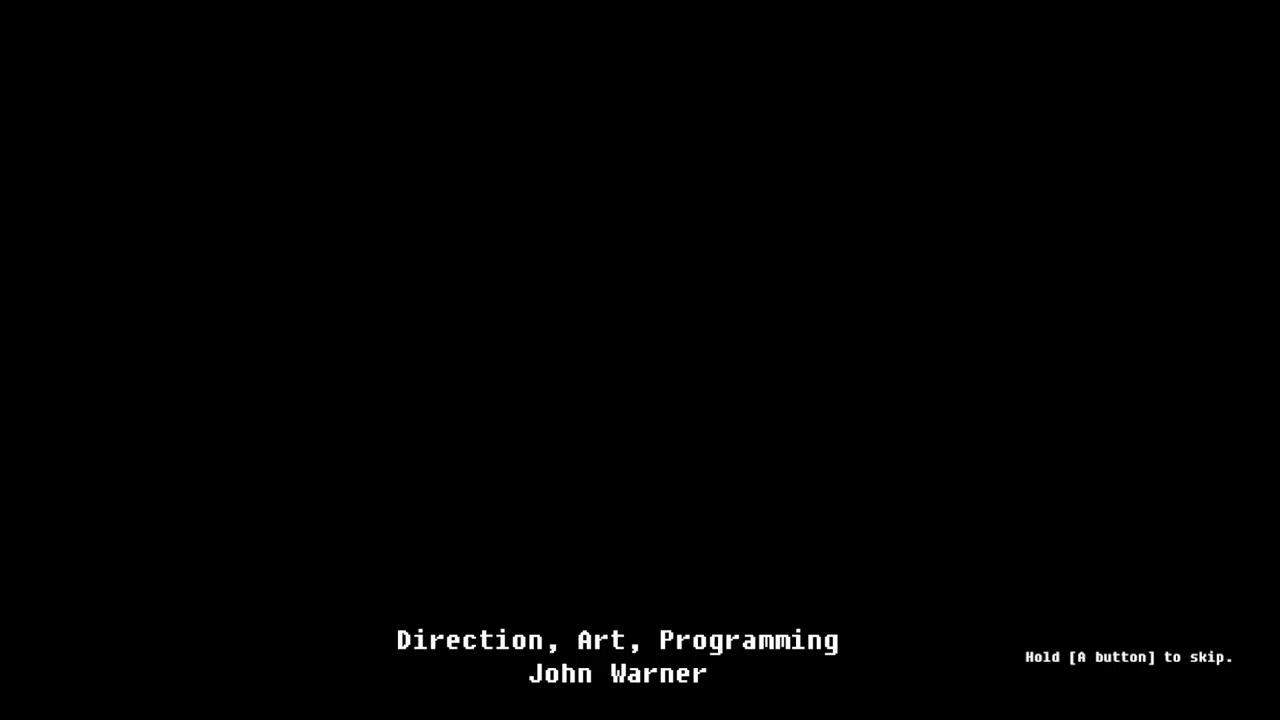 Direction, Art, Programming
John Warner
Hold [A button] to skip.